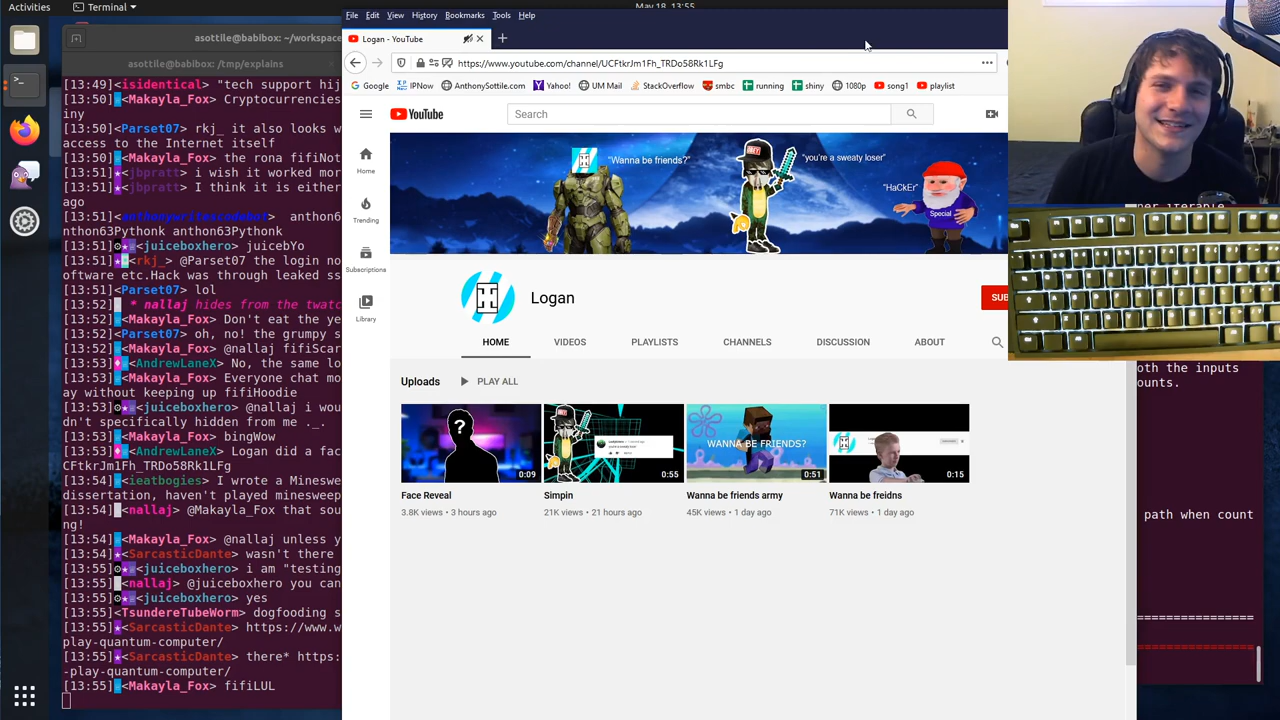 Activities
Terminal
May 18, 13:55
asottile@babibox: ~/workspace
asottile@babibox: /tmp/explains
[13:49] <isidentical> "tech support hij
[13:50] <Makayla_Fox> Cryptocurrencies
iny
[13:50] <Parset07> rkj_ it also looks w
access to the Internet itself
[13:50] <Makayla_Fox> the rona fifiNot
[13:51] <jbpratt> i wish it worked mor
[13:51] <jbpratt> I think it is either
ago
[13:51] <anthonywritescodebot> anthon6
nthon63Pythonk anthon63Pythonk
[13:51] <juiceboxhero> juicebYo
[13:51] <rkj_> @Parset07 the login no
oftware etc.Hack was through leaked ss
[13:51] <Parset07> lol
[13:52] * nallaj hides from the twatc
[13:52] <Makayla_Fox> Don't eat the ye
[13:52] <Parset07> oh, no! the grumpy s
[13:52] <Makayla_Fox> @nallaj fifiScar
[13:53] <AndrewLaneX> No, the same lo
[13:53] <Makayla_Fox> Everyone chat mo
ay without keeping up fifiHoodie
[13:53] <juiceboxhero> @nallaj i wou
dn't specifically hidden from me ._.
[13:53] <Makayla_Fox> bingWow
[13:53] <AndrewLaneX> Logan did a fac
CFtkrJm1Fh_TRDo58Rk1LFg
[13:54] <ieatbogies> I wrote a Minesw
dissertation, haven't played minesweep
[13:54] <nallaj> @Makayla_Fox that sou
ng!
[13:54] <Makayla_Fox> @nallaj unless y
[13:54] <SarcasticDante> wasn't there
[13:55] <juiceboxhero> i am "testing
[13:55] <nallaj> @juiceboxhero you can
[13:55] <juiceboxhero> yes
[13:55] <TsundereTubeWorm> dogfooding s
[13:55] <SarcasticDante> https://www.w
play-quantum-computer/
[13:55] <SarcasticDante> there* https:
-play-quantum-computer/
[13:55] <Makayla_Fox> fifiLUL
File Edit View History Bookmarks Tools Help
Logan - YouTube
https://www.youtube.com/channel/UCFtkrJm1Fh_TRDo58Rk1LFg
Google IPNow AnthonySottile.com Yahoo! UM Mail StackOverflow smbc running shiny 1080p song1 playlist
YouTube
Search
Home
Trending
Subscriptions
Library
"Wanna be friends?"
OBEY
"you're a sweaty loser"
"HaCkEr"
Special
Logan
SUB
HOME VIDEOS PLAYLISTS CHANNELS DISCUSSION ABOUT
Uploads PLAY ALL
?
0:09
0:55
WANNA BE FRIENDS?
0:51
0:15
Face Reveal
3.8K views • 3 hours ago
Simpin
21K views • 21 hours ago
Wanna be friends army
45K views • 1 day ago
Wanna be freidns
71K views • 1 day ago
oth the inputs
ounts.
path when count
================